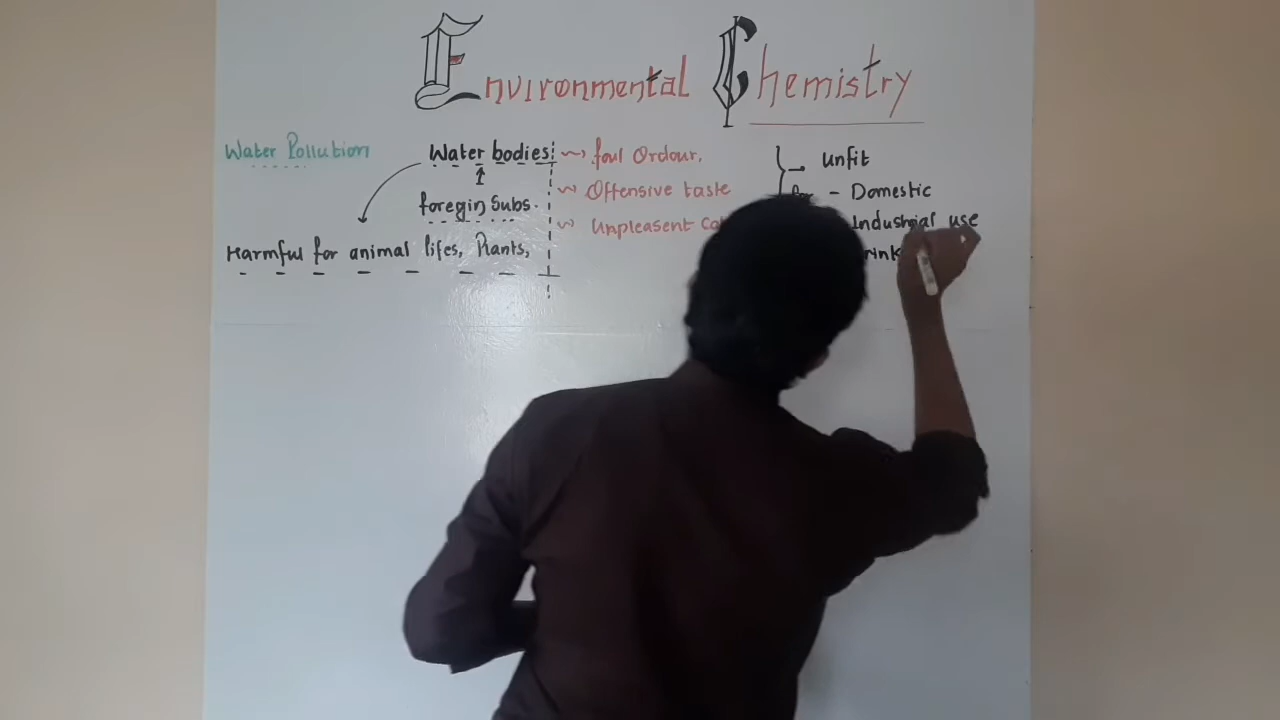 Environmental Chemistry
Water Pollution
Water bodies
foregin Subs.
Harmful for animal lifes, Plants,
foul Ordour,
Offensive taste
Unpleasent
Unfit
- Domestic
Industrial use